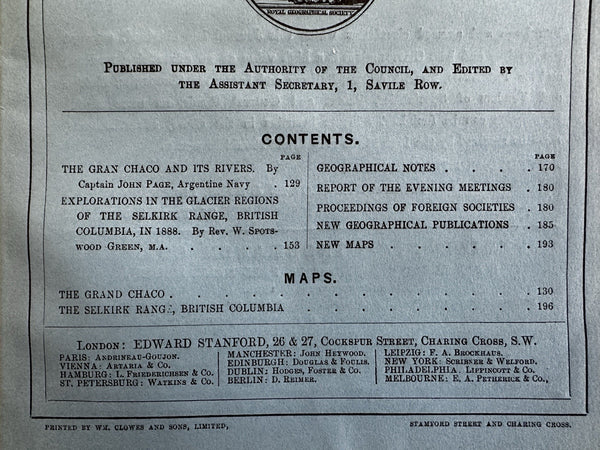 ROYAL GEOGRAPHICAL SOCIETY
PUBLISHED UNDER THE AUTHORITY OF THE COUNCIL, AND EDITED BY
THE ASSISTANT SECRETARY, 1, SAVILE ROW.
CONTENTS.
PAGE
THE GRAN CHACO AND ITS RIVERS. By
Captain JOHN PAGE, Argentine Navy . 129
EXPLORATIONS IN THE GLACIER REGIONS
OF THE SELKIRK RANGE, BRITISH
COLUMBIA, IN 1888. By Rev. W. SPOTS-
WOOD GREEN, M.A. . . . . . 153
PAGE
GEOGRAPHICAL NOTES . . . . 170
REPORT OF THE EVENING MEETINGS . 180
PROCEEDINGS OF FOREIGN SOCIETIES . 180
NEW GEOGRAPHICAL PUBLICATIONS . 185
NEW MAPS . . . . . . 193
MAPS.
THE GRAND CHACO . . . . . . . . . . . . . 130
THE SELKIRK RANGE, BRITISH COLUMBIA . . . . . . . . . 196
LONDON: EDWARD STANFORD, 26 & 27, COCKSPUR STREET, CHARING CROSS, S.W.
PARIS: ANDRINEAU-GOUJON.
VIENNA: ARTARIA & CO.
HAMBURG: L. FRIEDERICHSEN & CO.
ST. PETERSBURG: WATKINS & CO.
MANCHESTER: JOHN HEYWOOD.
EDINBURGH: DOUGLAS & FOULIS.
DUBLIN: HODGES, FOSTER & CO.
BERLIN: D. REIMER.
LEIPZIG: F. A. BROCKHAUS.
NEW YORK: SCRIBNER & WELFORD.
PHILADELPHIA. LIPPINCOTT & CO.
MELBOURNE: E. A. PETHERICK & CO.,
PRINTED BY WM. CLOWES AND SONS, LIMITED, STAMFORD STREET AND CHARING CROSS.